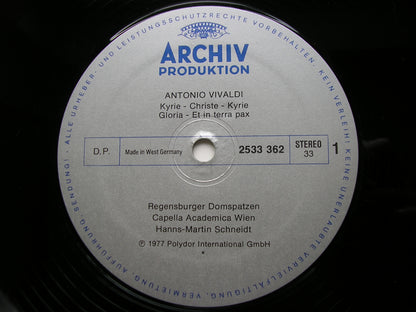 ALLE URHEBER- UND LEISTUNGSSCHUTZRECHTE VORBEHALTEN · KEIN VERLEIH! KEINE UNERLAUBTE VERVIELFÄLTIGUNG, VERMIETUNG, AUFFÜHRUNG, SENDUNG! ·
ARCHIV
PRODUKTION
ANTONIO VIVALDI
Kyrie - Christe - Kyrie
Gloria - Et in terra pax
D.P.
Made in West Germany
2533 362
STEREO
33
1
Regensburger Domspatzen
Capella Academica Wien
Hanns-Martin Schneidt
℗ 1977 Polydor International GmbH
*